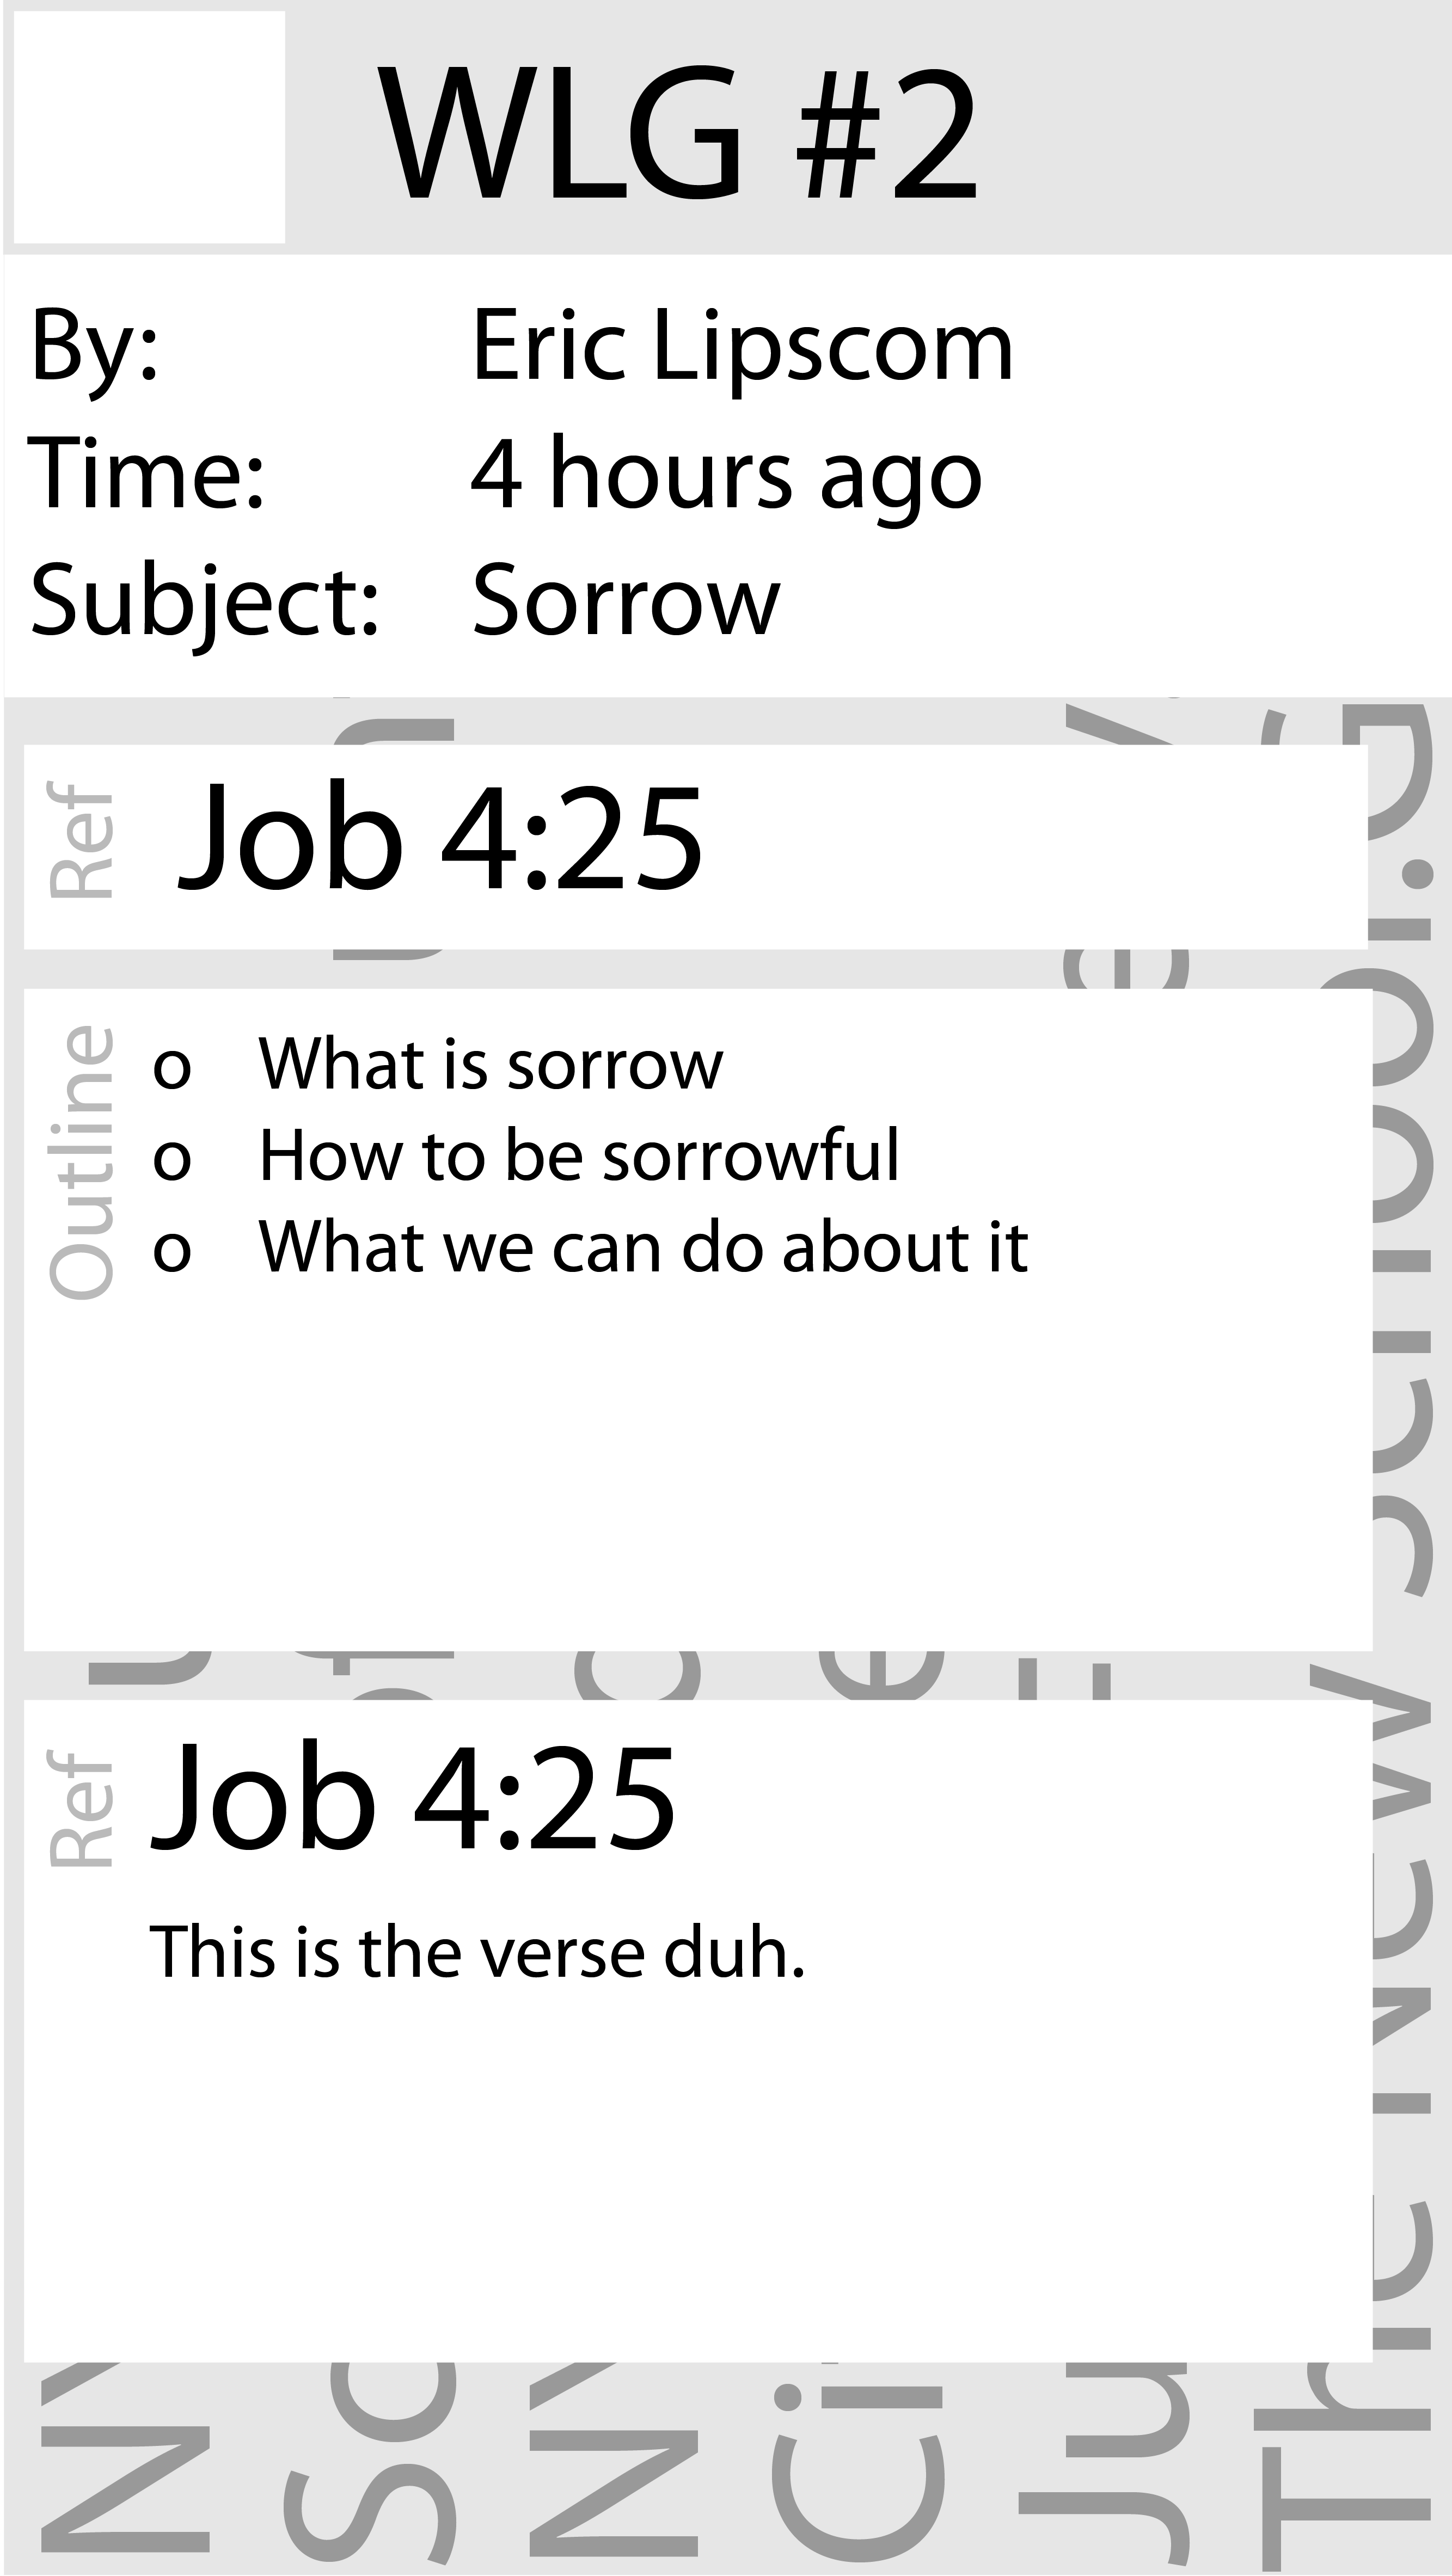 WLG #2
By: Eric Lipscom
Time: 4 hours ago
Subject: Sorrow
Ref
Job 4:25
Outline
o What is sorrow
o How to be sorrowful
o What we can do about it
Ref
Job 4:25
This is the verse duh.